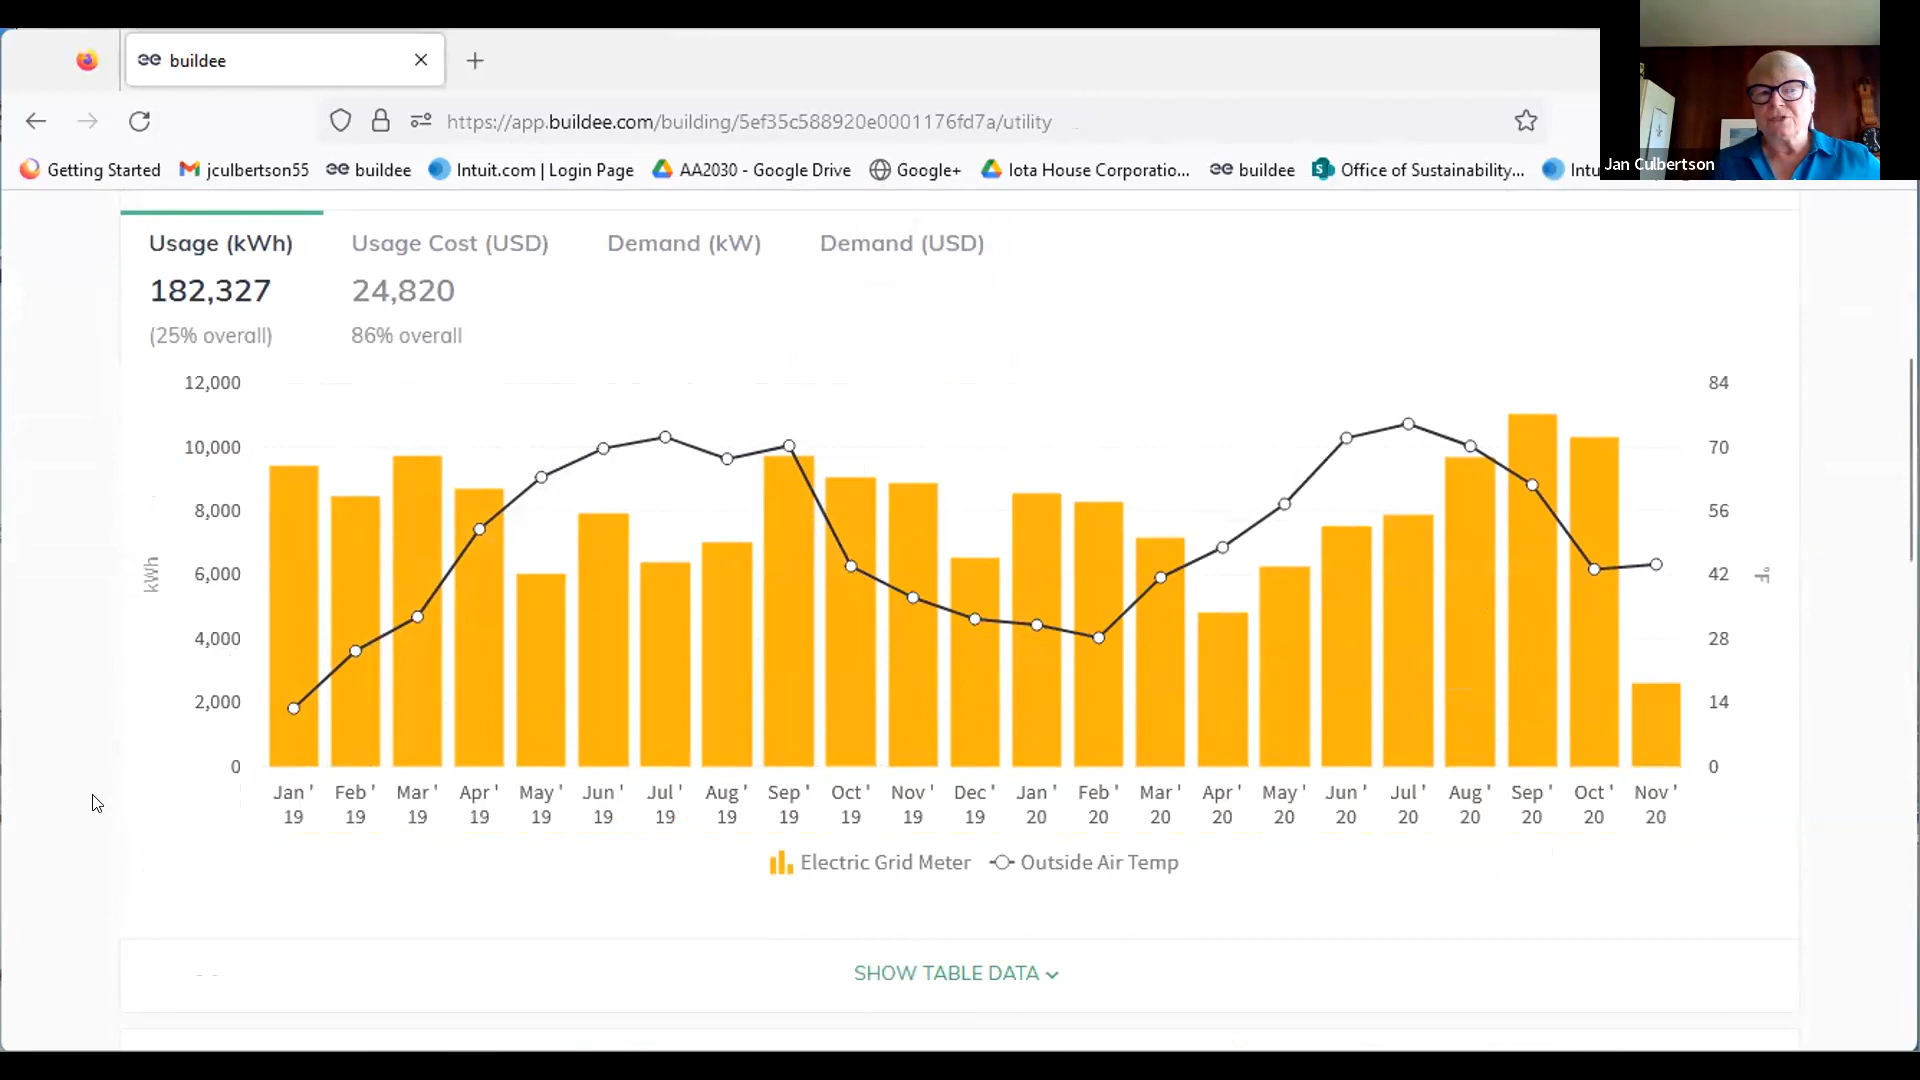 buildee
https://app.buildee.com/building/5ef35c588920e0001176fd7a/utility
Getting Started jculbertson55 buildee Intuit.com | Login Page AA2030 - Google Drive Google+ Iota House Corporatio... buildee Office of Sustainability... Intu
Jan Culbertson
Usage (kWh) Usage Cost (USD) Demand (kW) Demand (USD)
182,327 24,820
(25% overall) 86% overall
12,000 84
10,000 70
8,000 56
6,000 42
kWh °F
4,000 28
2,000 14
0 0
Jan ' Feb ' Mar ' Apr ' May ' Jun ' Jul ' Aug ' Sep ' Oct ' Nov ' Dec ' Jan ' Feb ' Mar ' Apr ' May ' Jun ' Jul ' Aug ' Sep ' Oct ' Nov '
19 19 19 19 19 19 19 19 19 19 19 19 20 20 20 20 20 20 20 20 20 20 20
Electric Grid Meter Outside Air Temp
SHOW TABLE DATA